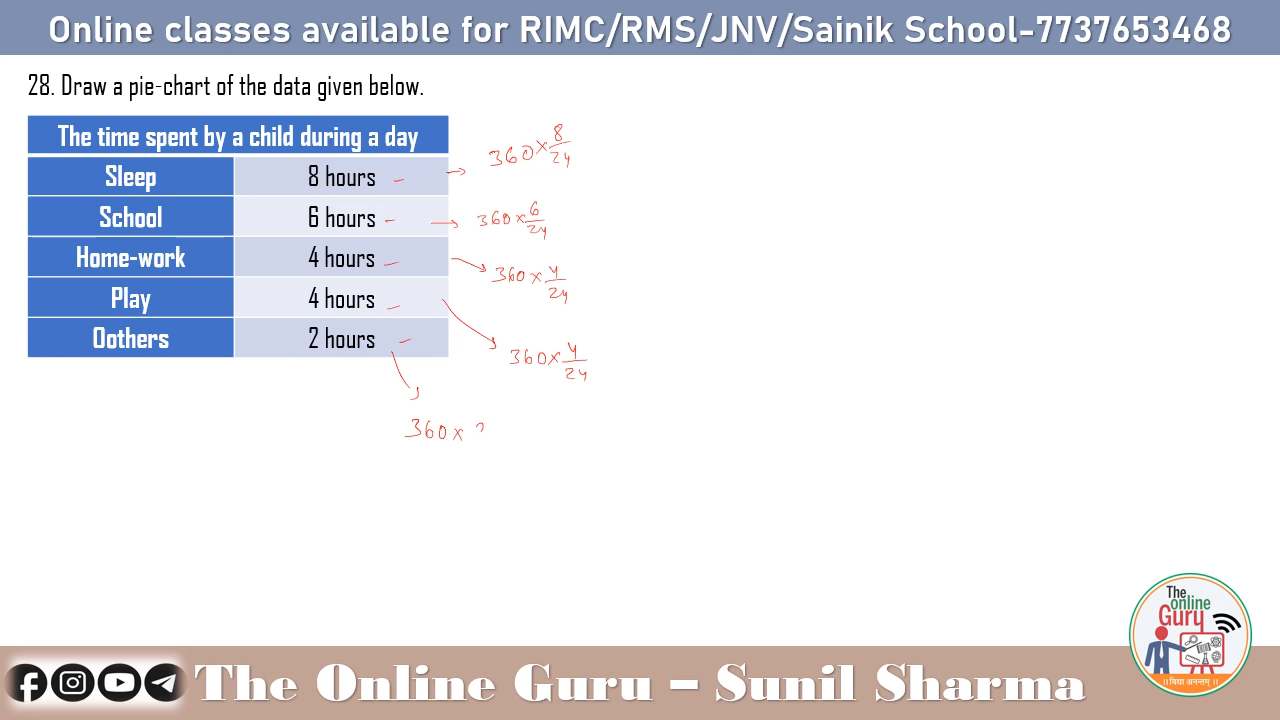 Online classes available for RIMC/RMS/JNV/Sainik School-7737653468
28. Draw a pie-chart of the data given below.
The time spent by a child during a day
Sleep 8 hours
360 × 8/24
School 6 hours
360 × 6/24
Home-work 4 hours
360 × 4/24
Play 4 hours
360 × 4/24
Oothers 2 hours
360 ×
The
online
Gury
।। विद्या अनन्तम् ।।
The Online Guru – Sunil Sharma